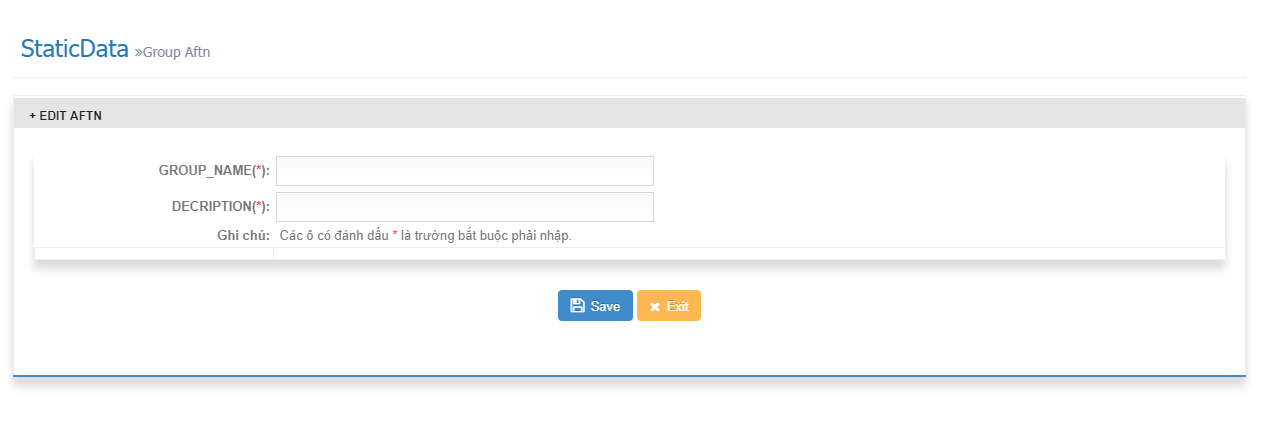 StaticData »Group Aftn
+ EDIT AFTN
GROUP_NAME(*):
DECRIPTION(*):
Ghi chú: Các ô có đánh dấu * là trường bắt buộc phải nhập.
Save Exit